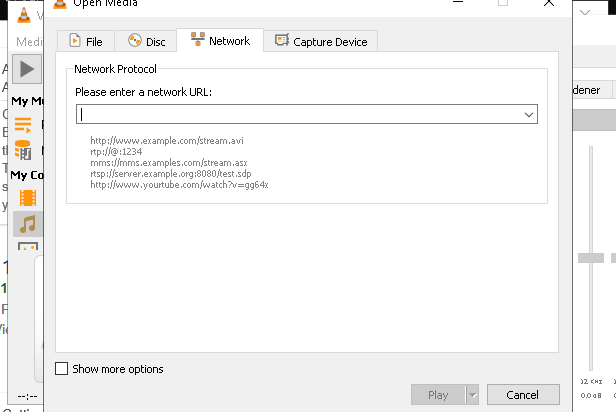 Open Media
V
Medi
File
Disc
Network
Capture Device
dener
Network Protocol
Please enter a network URL:
My Mu
http://www.example.com/stream.avi
rtp://@:1234
mms://mms.examples.com/stream.asx
rtsp://server.example.org:8080/test.sdp
http://www.yourtube.com/watch?v=gg64x
My Co
Show more options
--:--
Play
Cancel
12 KHz
0.0 dB